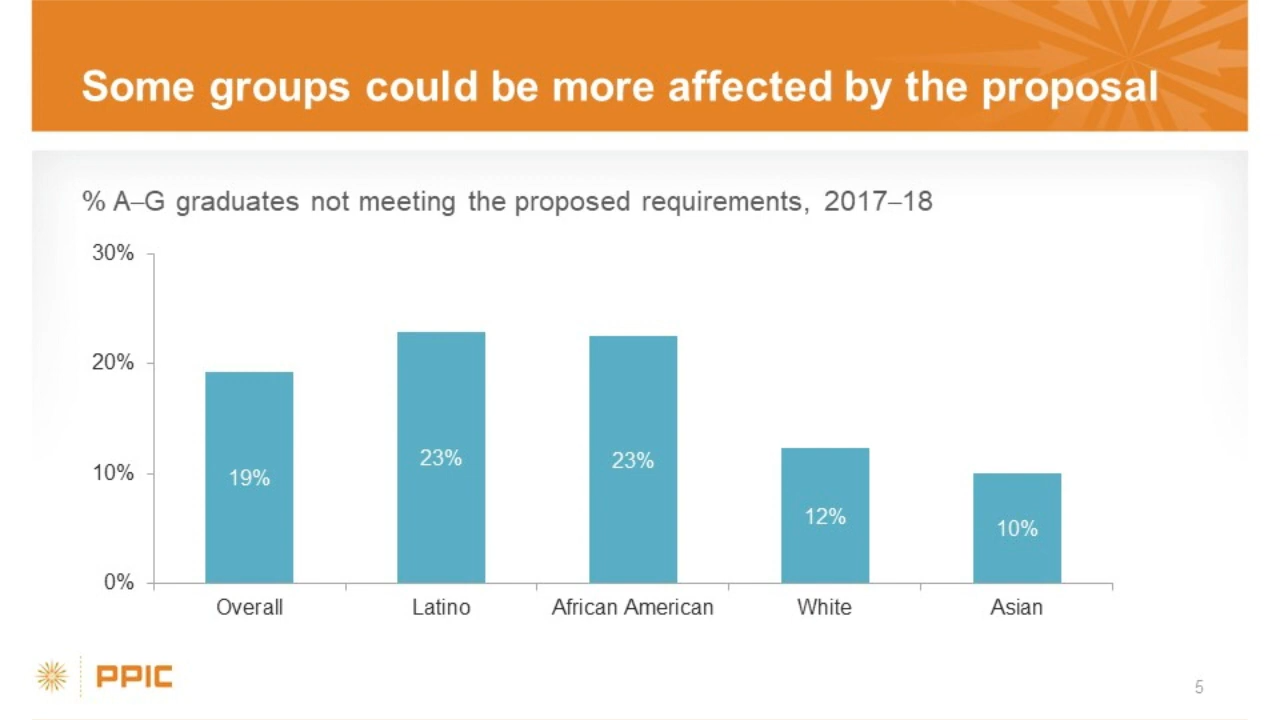 Some groups could be more affected by the proposal
% A–G graduates not meeting the proposed requirements, 2017–18
30%
20%
10%
0%
19%
23%
23%
12%
10%
Overall
Latino
African American
White
Asian
PPIC
5